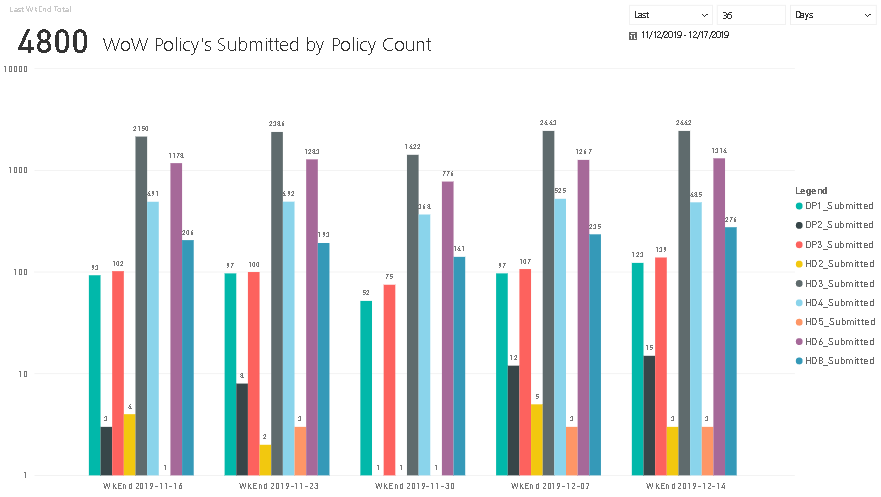 Last WkEnd Total
4800 WoW Policy's Submitted by Policy Count
Last 36 Days
11/12/2019 - 12/17/2019
10000
1000
100
10
1
93 3 102 4 2150 491 1 1178 206
97 8 100 2 2386 492 3 1283 193
52 1 75 1 1422 368 1 776 141
97 12 107 5 2443 525 3 1267 235
123 15 139 3 2442 485 3 1314 276
WkEnd 2019-11-16 WkEnd 2019-11-23 WkEnd 2019-11-30 WkEnd 2019-12-07 WkEnd 2019-12-14
Legend
DP1_Submitted
DP2_Submitted
DP3_Submitted
HD2_Submitted
HD3_Submitted
HD4_Submitted
HD5_Submitted
HD6_Submitted
HD8_Submitted